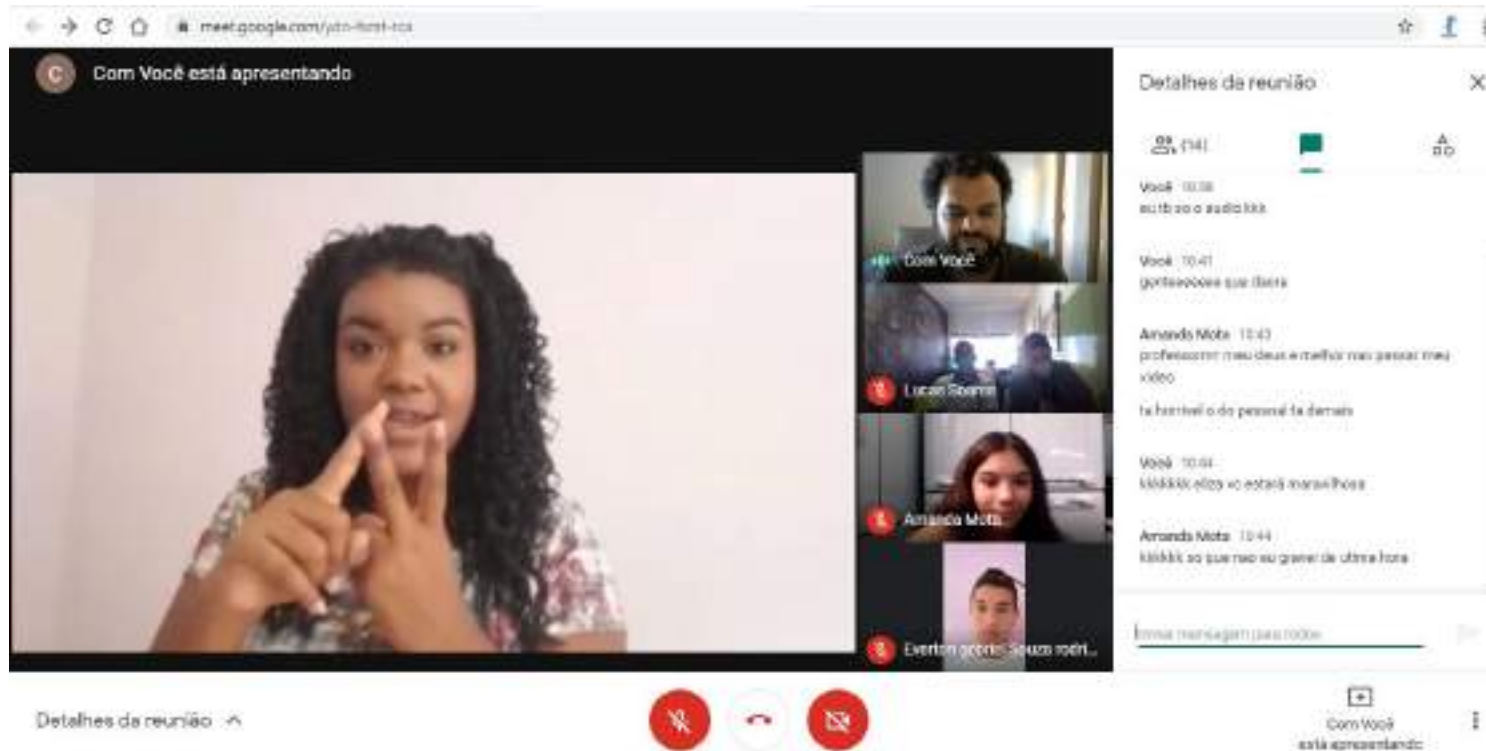 meet.google.com/
C Com Você está apresentando
Com Você
Lucas Soares
Amanda Mota
Everton Souza rodri...
Detalhes da reunião
(14)
Você 10:38
eu tb so o audio kkk
Você 10:41
que
Amanda Mota 10:43
meu deus e melhor nao passar meu
video
ta horrivel o do pessoal ta demais
Você 10:44
kkkkkkk eliza vc estará maravilhosa
Amanda Mota 10:44
kkkkkk so que nao eu gravei de ultima hora
Enviar mensagem para todos
Detalhes da reunião
Com Você
está apresentando